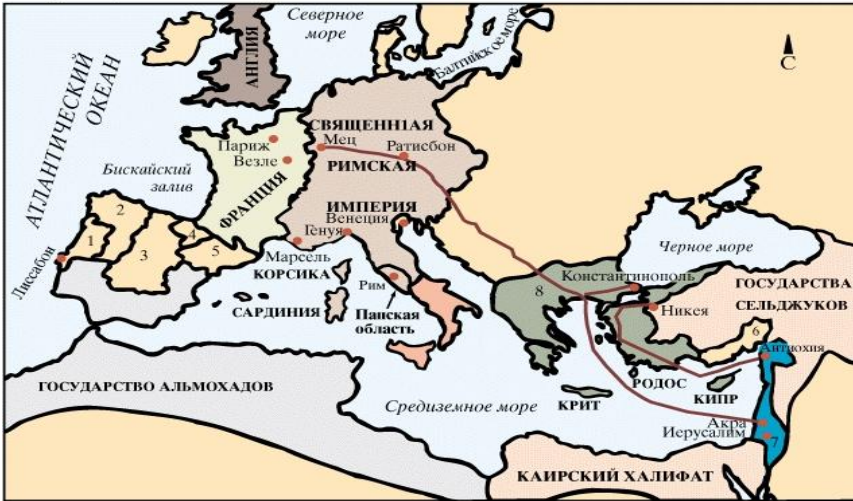 Северное
море
Балтийское море
АНГЛИЯ
С
АТЛАНТИЧЕСКИЙ
ОКЕАН
СВЯЩЕНН1АЯ
Париж
Мец
Ратисбон
Везле
РИМСКАЯ
Бискайский
залив
ФРАНЦИЯ
ИМПЕРИЯ
2
Венеция
1
4
Генуя
3
5
Марсель
Черное море
Лиссабон
КОРСИКА
Рим
Константинополь
ГОСУДАРСТВА
СЕЛЬДЖУКОВ
8
Никея
САРДИНИЯ
Папская
область
6
Антиохия
ГОСУДАРСТВО АЛЬМОХАДОВ
РОДОС
КИПР
Средиземное море
КРИТ
Акра
Иерусалим
7
КАИРСКИЙ ХАЛИФАТ